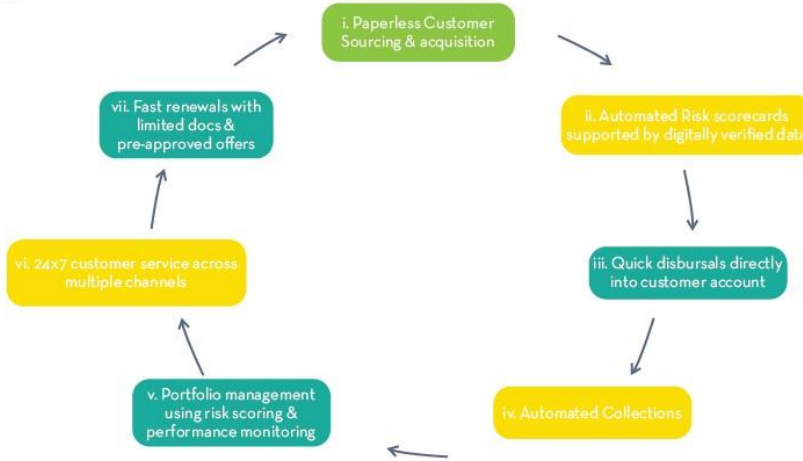 i. Paperless Customer
Sourcing & acquisition
ii. Automated Risk scorecards
supported by digitally verified data
iii. Quick disbursals directly
into customer account
iv. Automated Collections
v. Portfolio management
using risk scoring &
performance monitoring
vi. 24x7 customer service across
multiple channels
vii. Fast renewals with
limited docs &
pre-approved offers